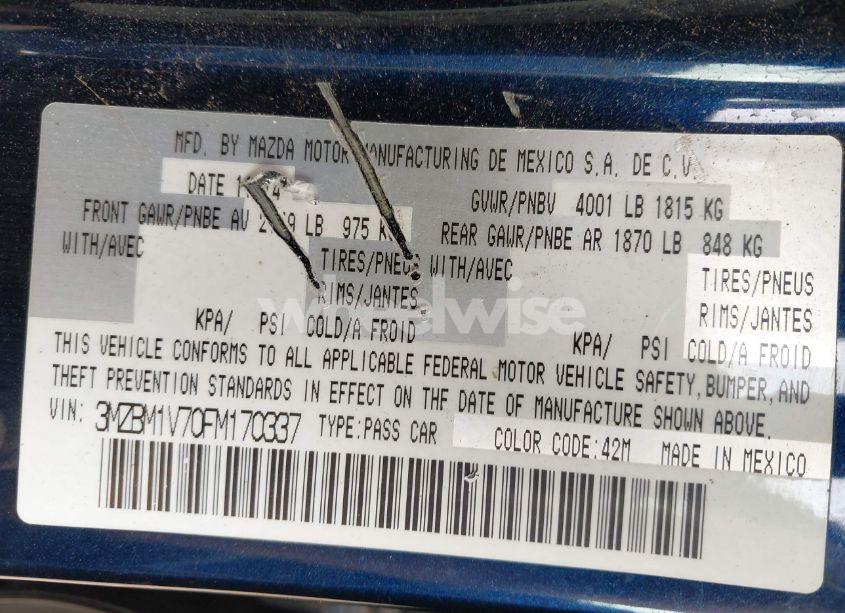 MFD. BY MAZDA MOTOR MANUFACTURING DE MEXICO S.A. DE C.V.
DATE
GVWR/PNBV 4001 LB 1815 KG
FRONT GAWR/PNBE AV LB 975 KG
REAR GAWR/PNBE AR 1870 LB 848 KG
WITH/AVEC
TIRES/PNEUS
WITH/AVEC
TIRES/PNEUS
RIMS/JANTES
RIMS/JANTES
KPA/ PSI COLD/A FROID
KPA/ PSI COLD/A FROID
wheelwise
THIS VEHICLE CONFORMS TO ALL APPLICABLE FEDERAL MOTOR VEHICLE SAFETY, BUMPER, AND
THEFT PREVENTION STANDARDS IN EFFECT ON THE DATE OF MANUFACTURE SHOWN ABOVE.
VIN: 3MZBM1V70FM170337 TYPE:PASS CAR
COLOR CODE:42M MADE IN MEXICO